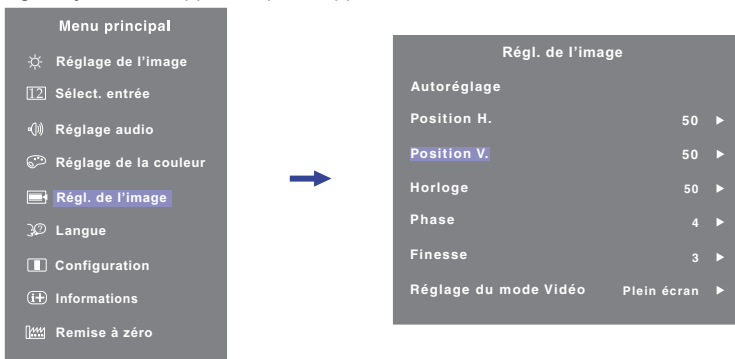 Menu principal
Réglage de l'image
12 Sélect. entrée
Réglage audio
Réglage de la couleur
Régl. de l'image
Langue
Configuration
Informations
Remise à zéro
Régl. de l'image
Autoréglage
Position H. 50
Position V. 50
Horloge 50
Phase 4
Finesse 3
Réglage du mode Vidéo Plein écran